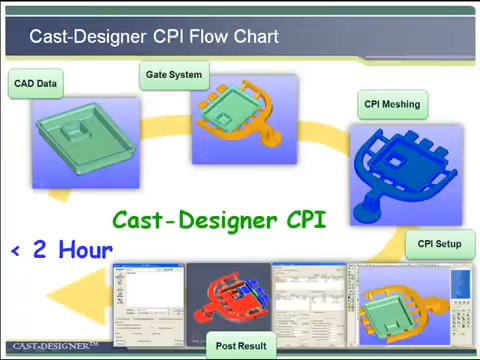 Cast-Designer CPI Flow Chart
CAD Data
Gate System
CPI Meshing
Cast-Designer CPI
< 2 Hour
CPI Setup
Post Result
CAST-DESIGNER™